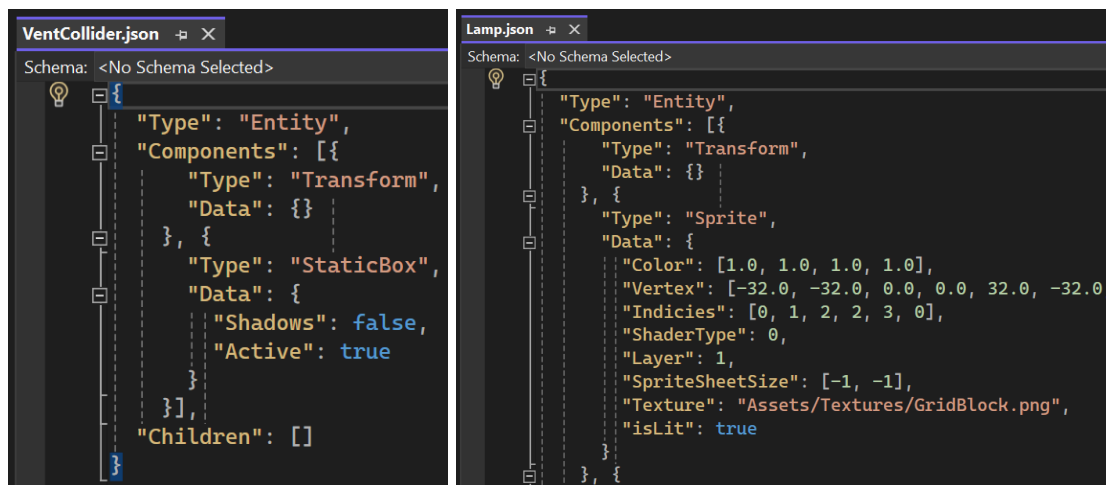 VentCollider.json
Schema: <No Schema Selected>
{
"Type": "Entity",
"Components": [{
"Type": "Transform",
"Data": {}
}, {
"Type": "StaticBox",
"Data": {
"Shadows": false,
"Active": true
}
}],
"Children": []
}
Lamp.json
Schema: <No Schema Selected>
{
"Type": "Entity",
"Components": [{
"Type": "Transform",
"Data": {}
}, {
"Type": "Sprite",
"Data": {
"Color": [1.0, 1.0, 1.0, 1.0],
"Vertex": [-32.0, -32.0, 0.0, 0.0, 32.0, -32.0
"Indicies": [0, 1, 2, 2, 3, 0],
"ShaderType": 0,
"Layer": 1,
"SpriteSheetSize": [-1, -1],
"Texture": "Assets/Textures/GridBlock.png",
"isLit": true
}
}, {